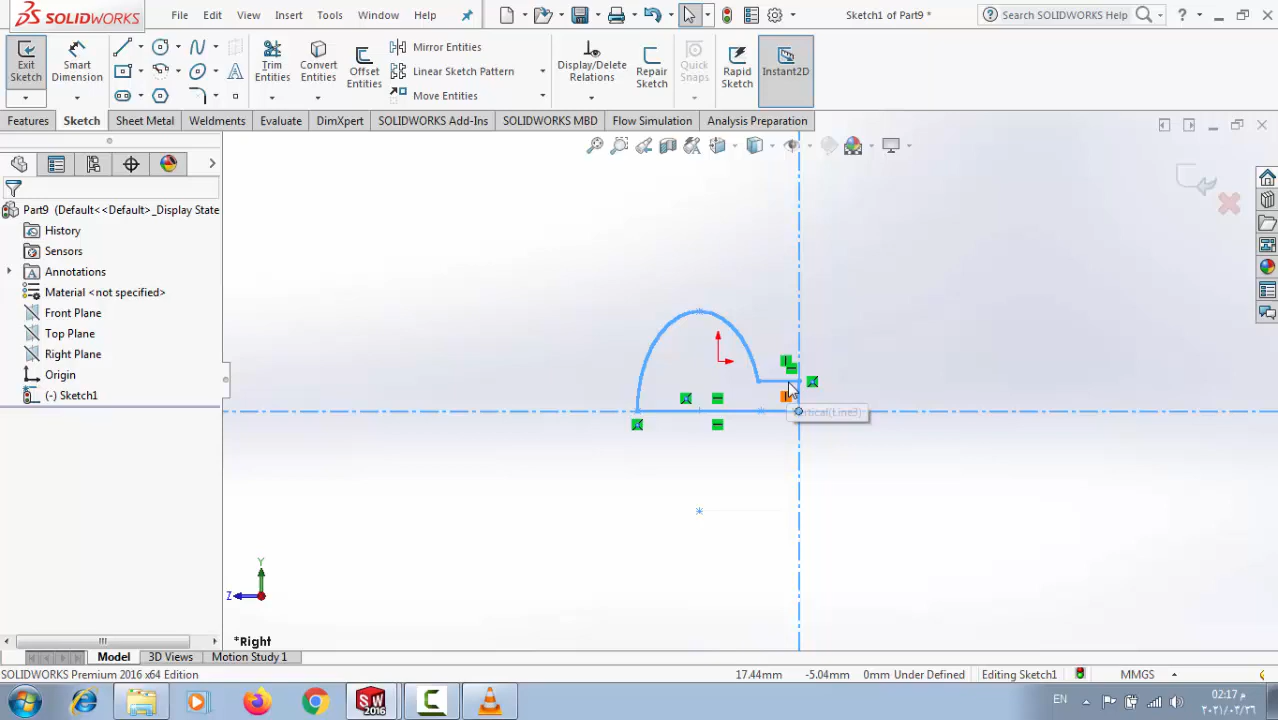 SOLIDWORKS File Edit View Insert Tools Window Help Sketch1 of Part9 * Search SOLIDWORKS Help
Exit Sketch
Smart Dimension
Trim Entities
Convert Entities
Offset Entities
Mirror Entities
Linear Sketch Pattern
Move Entities
Display/Delete Relations
Repair Sketch
Quick Snaps
Rapid Sketch
Instant2D
Features Sketch Sheet Metal Weldments Evaluate DimXpert SOLIDWORKS Add-Ins SOLIDWORKS MBD Flow Simulation Analysis Preparation
Part9 (Default<<Default>_Display State
History
Sensors
Annotations
Material <not specified>
Front Plane
Top Plane
Right Plane
Origin
(-) Sketch1
Y
Z
*Right
Model 3D Views Motion Study 1
SOLIDWORKS Premium 2016 x64 Edition 17.44mm -5.04mm 0mm Under Defined Editing Sketch1 MMGS
EN
02:17 م
٢٠٢١/٠٣/٢٦